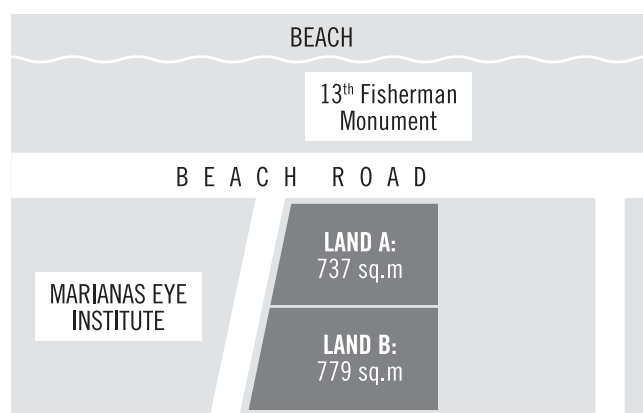 BEACH
13th Fisherman
Monument
BEACH ROAD
LAND A:
737 sq.m
MARIANAS EYE
INSTITUTE
LAND B:
779 sq.m